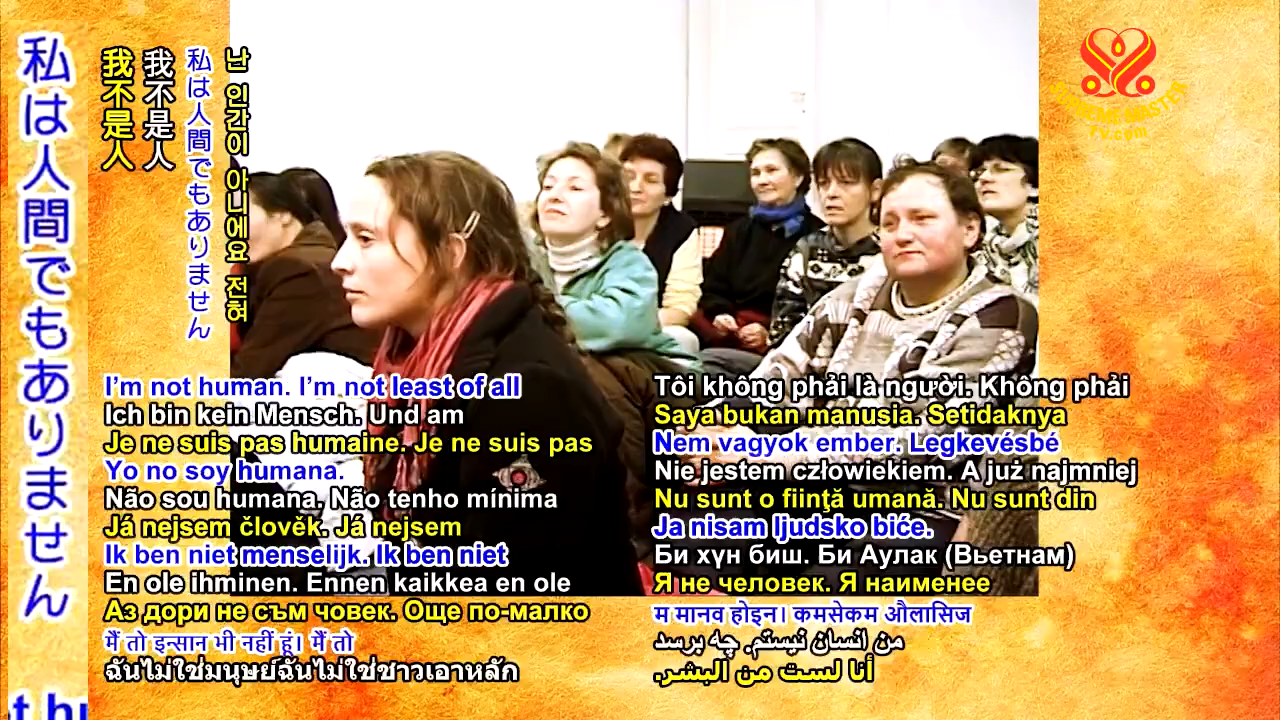 私は人間でもありません
我不是人
我不是人
私は人間でもありません
난 인간이 아니에요 전혀
SUPREME MASTER
TV.com
I'm not human. I'm not least of all
Ich bin kein Mensch. Und am
Je ne suis pas humaine. Je ne suis pas
Yo no soy humana.
Não sou humana. Não tenho mínima
Já nejsem člověk. Já nejsem
Ik ben niet menselijk. Ik ben niet
En ole ihminen. Ennen kaikkea en ole
Аз дори не съм човек. Още по-малко
मैं तो इन्सान भी नहीं हूं। मैं तो
ฉันไม่ใช่มนุษย์ฉันไม่ใช่ชาวเอาหลัก
Tôi không phải là người. Không phải
Saya bukan manusia. Setidaknya
Nem vagyok ember. Legkevésbé
Nie jestem człowiekiem. A już najmniej
Nu sunt o fiinţă umană. Nu sunt din
Ja nisam ljudsko biće.
Би хүн биш. Би Аулак (Вьетнам)
Я не человек. Я наименее
म मानव होइन। कमसेकम औलासिज
من انسان نیستم. چه برسد
أنا لست من البشر.